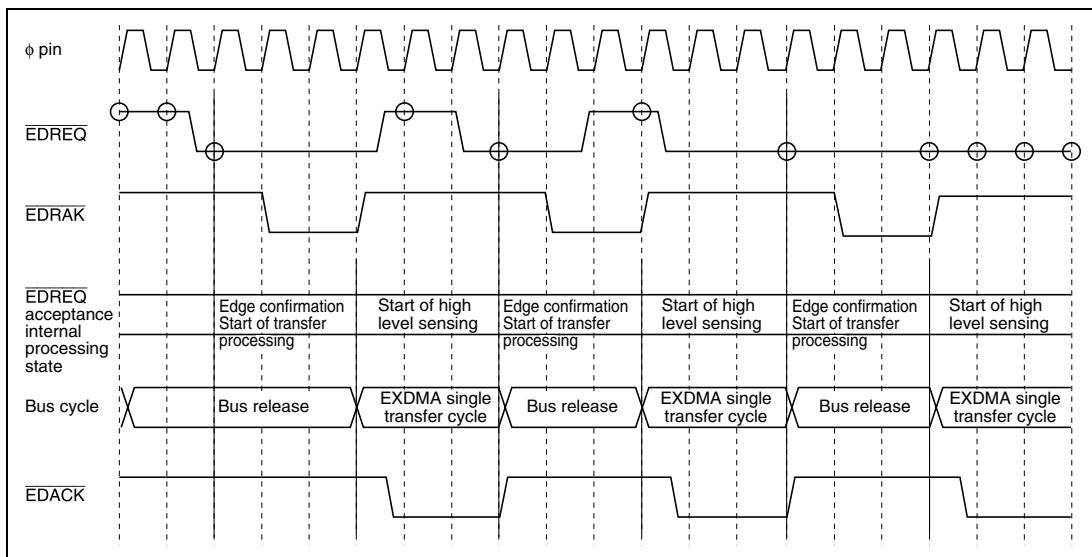 φ pin
EDREQ
EDRAK
EDREQ
acceptance
internal
processing
state
Edge confirmation
Start of transfer
processing
Start of high
level sensing
Edge confirmation
Start of transfer
processing
Start of high
level sensing
Edge confirmation
Start of transfer
processing
Start of high
level sensing
Bus cycle
Bus release
EXDMA single
transfer cycle
Bus release
EXDMA single
transfer cycle
Bus release
EXDMA single
transfer cycle
EDACK